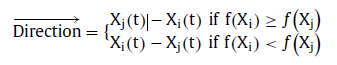 Direction = { Xⱼ(t)|− Xᵢ(t) if f(Xᵢ) ≥ f(Xⱼ)
Xᵢ(t) − Xⱼ(t) if f(Xᵢ) < f(Xⱼ)